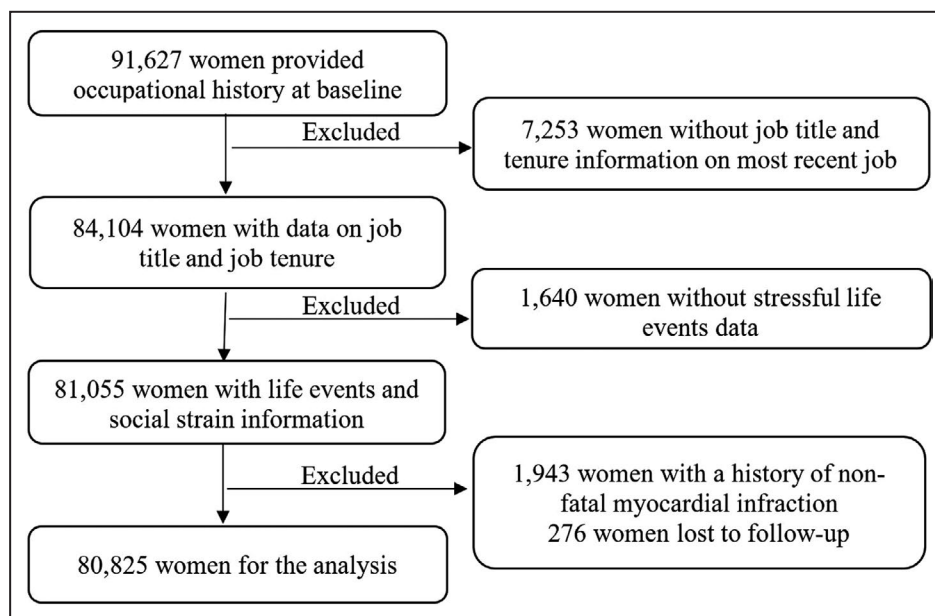 91,627 women provided
occupational history at baseline
Excluded
7,253 women without job title and
tenure information on most recent job
84,104 women with data on job
title and job tenure
Excluded
1,640 women without stressful life
events data
81,055 women with life events and
social strain information
Excluded
1,943 women with a history of non-
fatal myocardial infraction
276 women lost to follow-up
80,825 women for the analysis